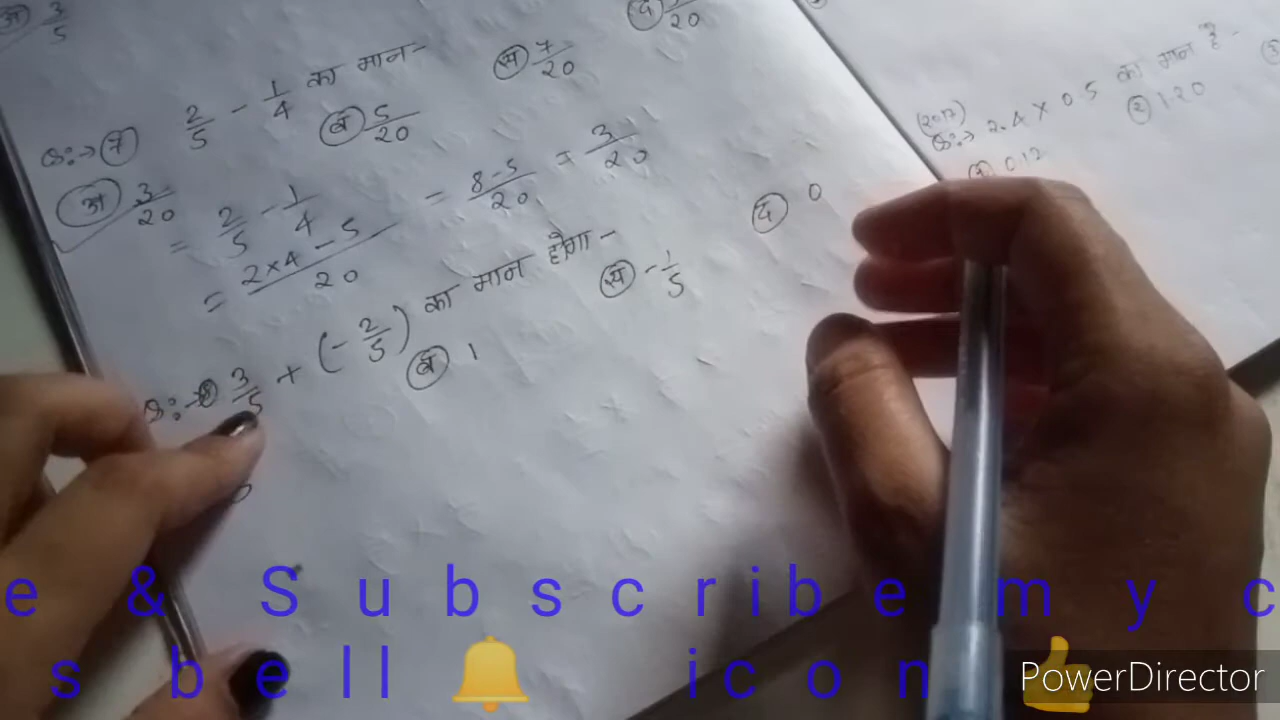 अ 3/5
द /20
Q:→ 7 2/5 - 1/4 का मान-
अ 3/20 ब 5/20 स 7/20
= 2/5 - 1/4
= 2×4-5/20 = 8-5/20 = 3/20
Q:→ 8 3/5 + (-2/5) का मान होगा-
ब 1 स -1/5 द 0
(2017)
Q:→ 2.4 × 0.5 का मान है-
0.12 1.20
e & Subscribe my c
s bell 🔔 icon 👍
PowerDirector